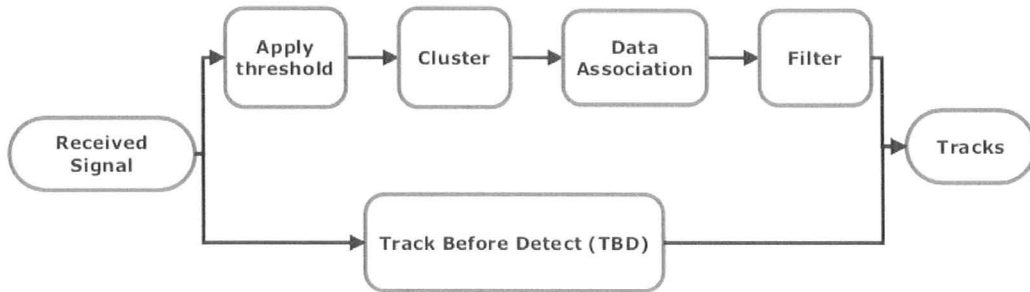 Apply
threshold
Cluster
Data
Association
Filter
Received
Signal
Tracks
Track Before Detect (TBD)